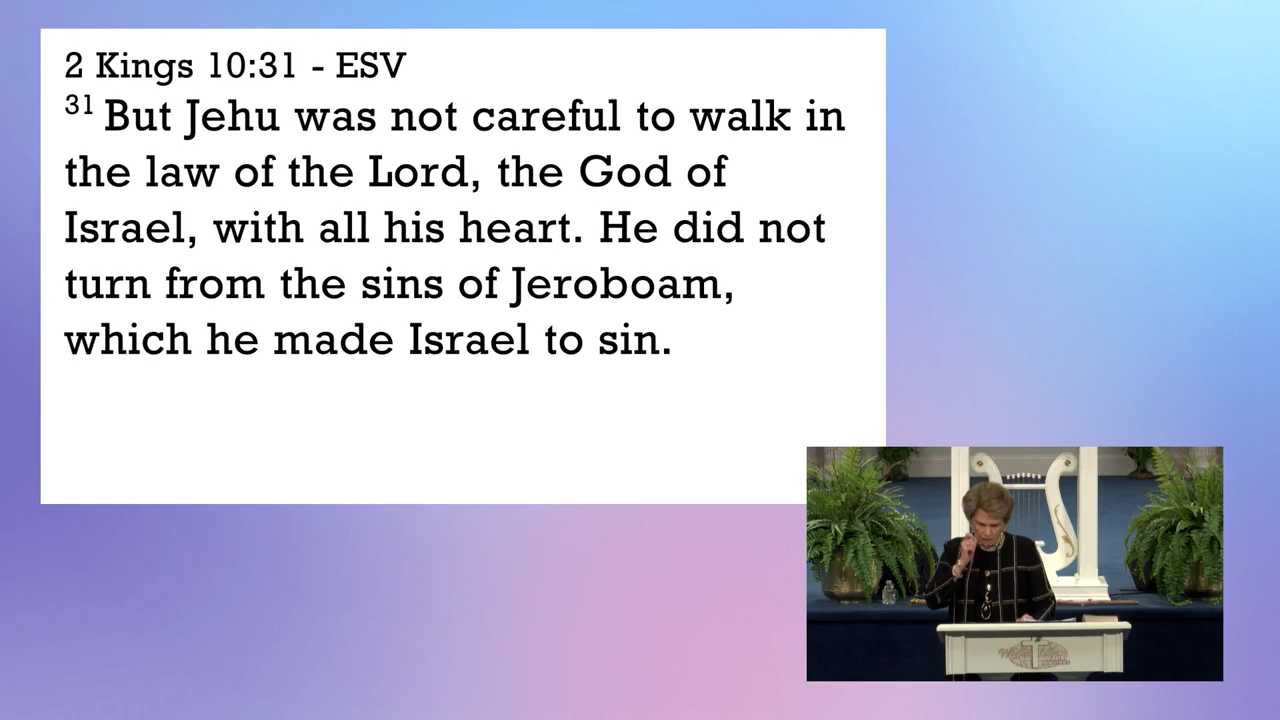 2 Kings 10:31 - ESV
31 But Jehu was not careful to walk in
the law of the Lord, the God of
Israel, with all his heart. He did not
turn from the sins of Jeroboam,
which he made Israel to sin.